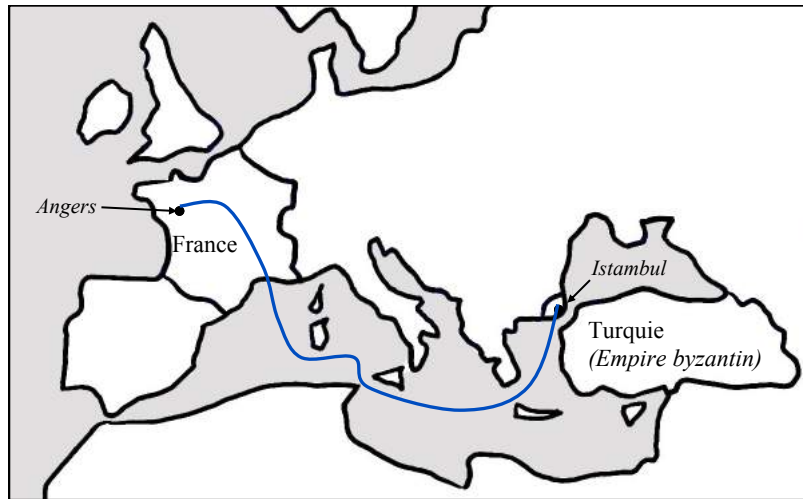 Angers
France
Istambul
Turquie
(Empire byzantin)